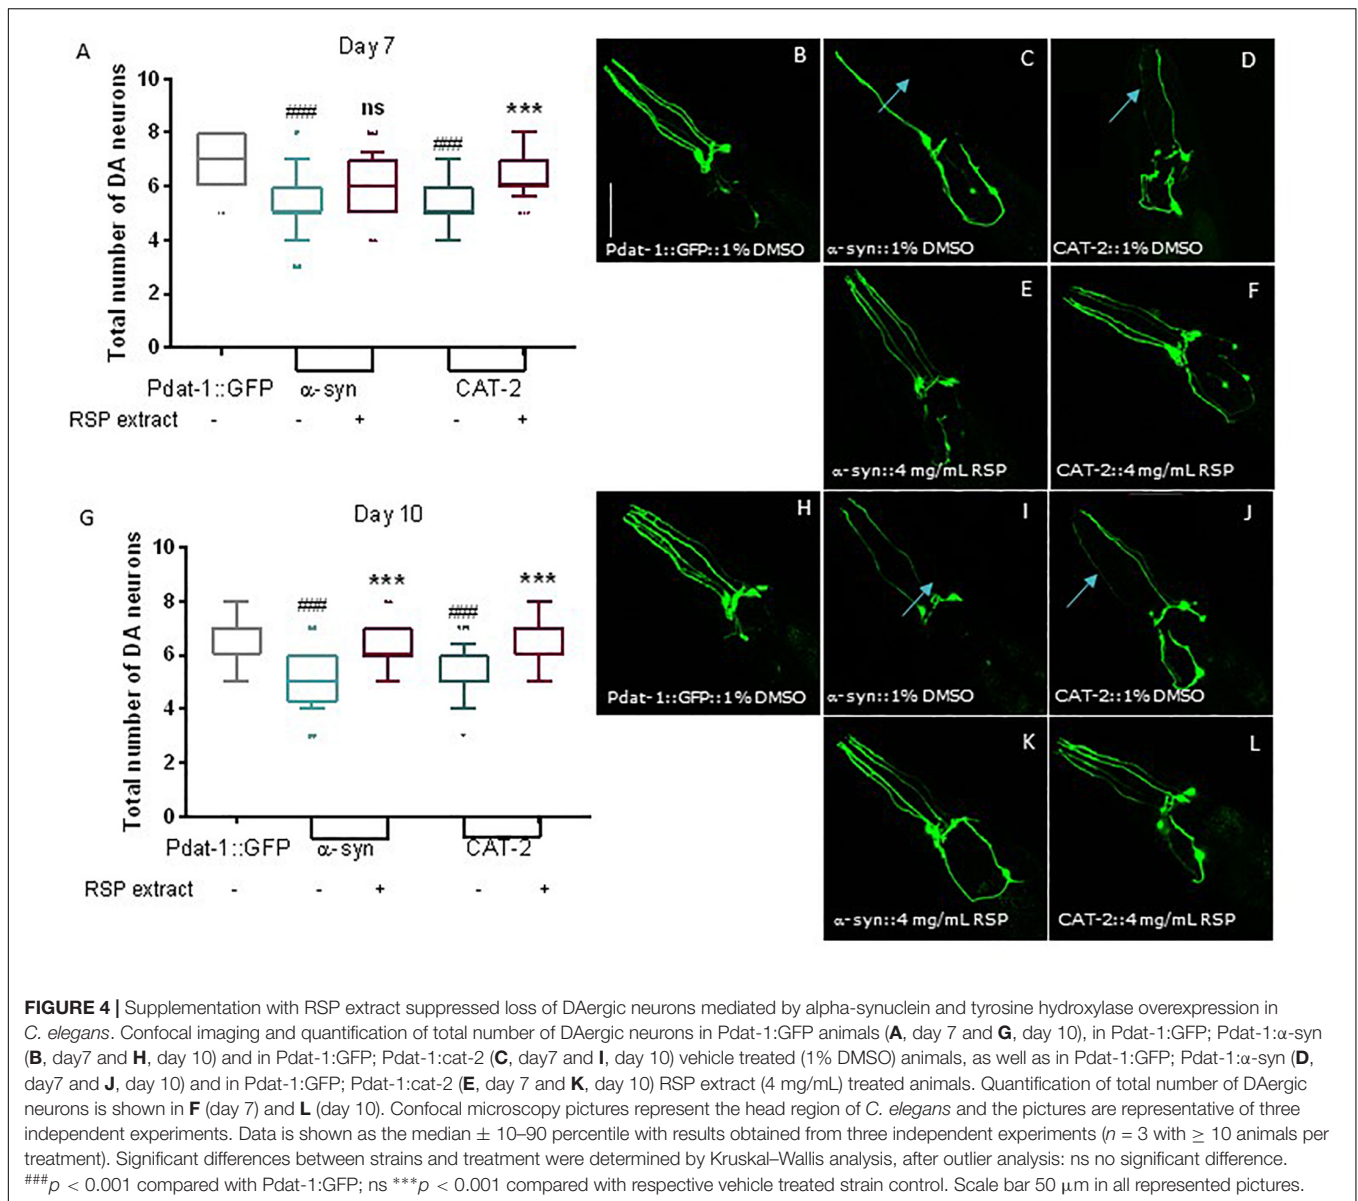 A
Day 7
B
C
D
Total number of DA neurons
10
8
6
4
2
0
###
ns
###
***
Pdat-1::GFP
α-syn
CAT-2
RSP extract
-
-
+
-
+
Pdat-1::GFP::1% DMSO
α-syn::1% DMSO
CAT-2::1% DMSO
E
F
α-syn::4 mg/mL RSP
CAT-2::4 mg/mL RSP
G
Day 10
H
I
J
Total number of DA neurons
10
8
6
4
2
0
###
***
###
***
Pdat-1::GFP
α-syn
CAT-2
RSP extract
-
-
+
-
+
Pdat-1::GFP::1% DMSO
α-syn::1% DMSO
CAT-2::1% DMSO
K
L
α-syn::4 mg/mL RSP
CAT-2::4 mg/mL RSP
FIGURE 4 | Supplementation with RSP extract suppressed loss of DAergic neurons mediated by alpha-synuclein and tyrosine hydroxylase overexpression in
C. elegans. Confocal imaging and quantification of total number of DAergic neurons in Pdat-1:GFP animals (A, day 7 and G, day 10), in Pdat-1:GFP; Pdat-1:α-syn
(B, day7 and H, day 10) and in Pdat-1:GFP; Pdat-1:cat-2 (C, day7 and I, day 10) vehicle treated (1% DMSO) animals, as well as in Pdat-1:GFP; Pdat-1:α-syn (D,
day7 and J, day 10) and in Pdat-1:GFP; Pdat-1:cat-2 (E, day 7 and K, day 10) RSP extract (4 mg/mL) treated animals. Quantification of total number of DAergic
neurons is shown in F (day 7) and L (day 10). Confocal microscopy pictures represent the head region of C. elegans and the pictures are representative of three
independent experiments. Data is shown as the median ± 10–90 percentile with results obtained from three independent experiments (n = 3 with ≥ 10 animals per
treatment). Significant differences between strains and treatment were determined by Kruskal–Wallis analysis, after outlier analysis: ns no significant difference.
###p < 0.001 compared with Pdat-1:GFP; ns ***p < 0.001 compared with respective vehicle treated strain control. Scale bar 50 μm in all represented pictures.